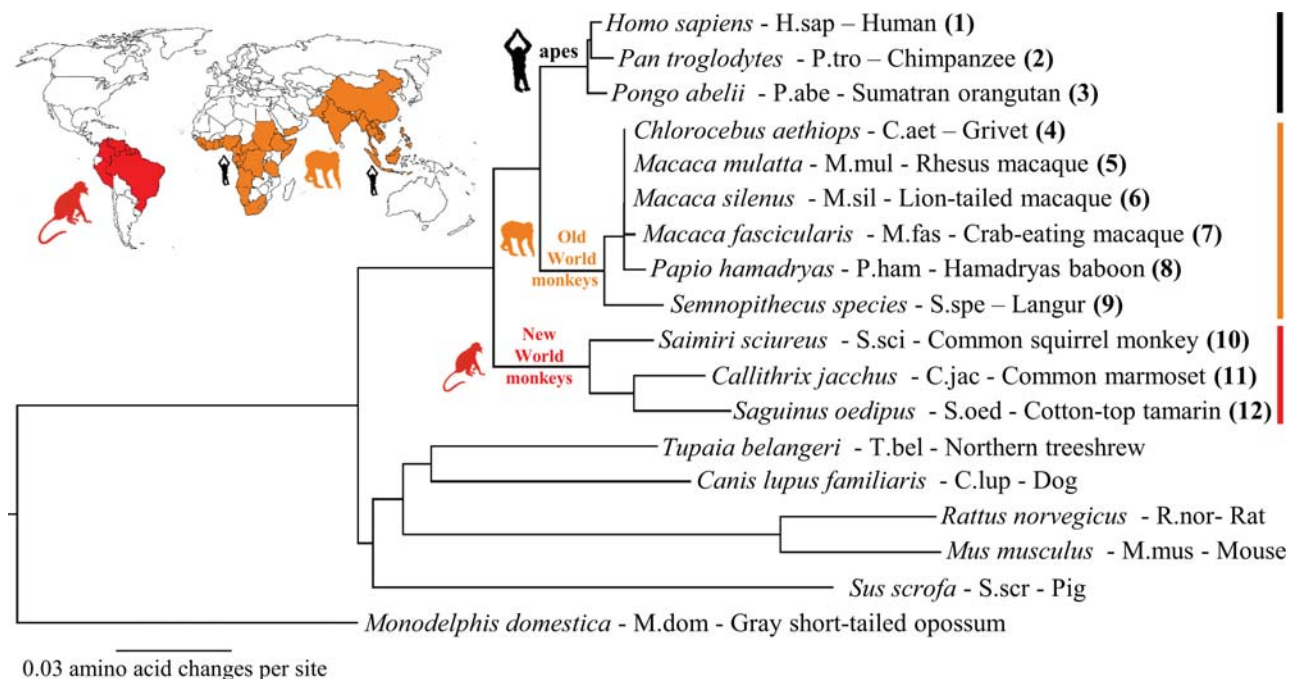 Homo sapiens - H.sap – Human (1)
apes
Pan troglodytes - P.tro – Chimpanzee (2)
Pongo abelii - P.abe - Sumatran orangutan (3)
Chlorocebus aethiops - C.aet – Grivet (4)
Macaca mulatta - M.mul - Rhesus macaque (5)
Macaca silenus - M.sil - Lion-tailed macaque (6)
Old
World
monkeys
Macaca fascicularis - M.fas - Crab-eating macaque (7)
Papio hamadryas - P.ham - Hamadryas baboon (8)
Semnopithecus species - S.spe – Langur (9)
New
World
monkeys
Saimiri sciureus - S.sci - Common squirrel monkey (10)
Callithrix jacchus - C.jac - Common marmoset (11)
Saguinus oedipus - S.oed - Cotton-top tamarin (12)
Tupaia belangeri - T.bel - Northern treeshrew
Canis lupus familiaris - C.lup - Dog
Rattus norvegicus - R.nor- Rat
Mus musculus - M.mus - Mouse
Sus scrofa - S.scr - Pig
Monodelphis domestica - M.dom - Gray short-tailed opossum
0.03 amino acid changes per site